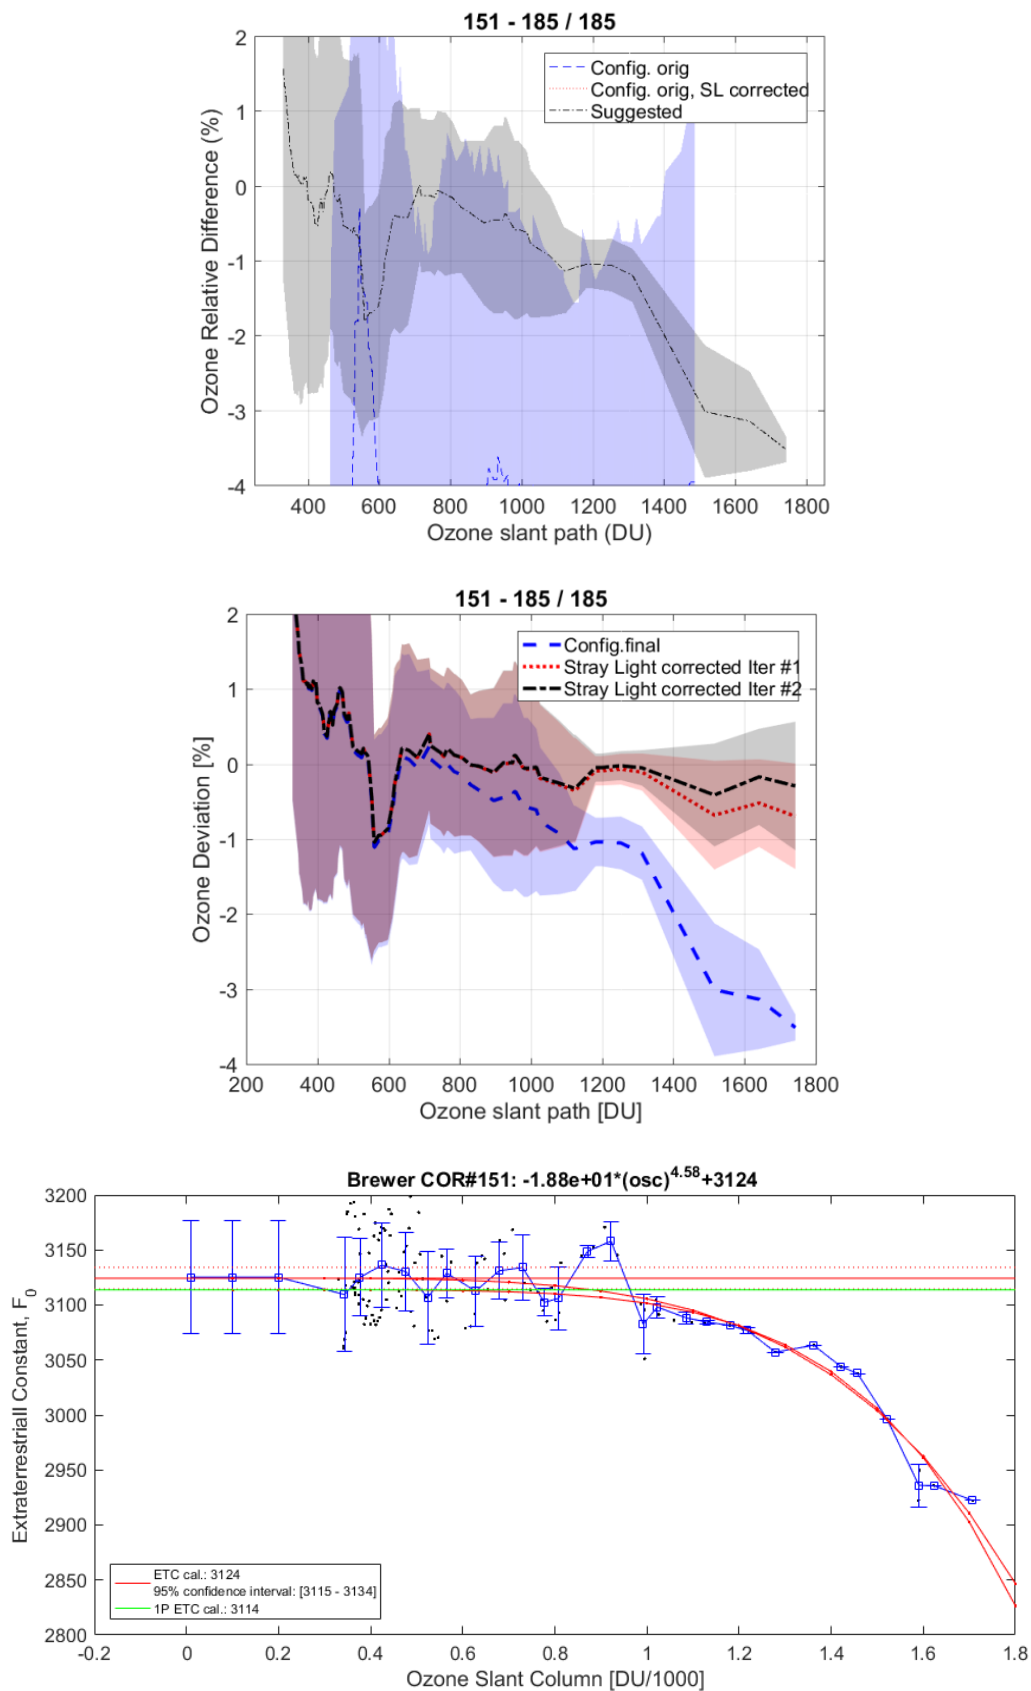 151 - 185 / 185
2
1
0
-1
-2
-3
-4
Ozone Relative Difference (%)
Config. orig
Config. orig, SL corrected
Suggested
400 600 800 1000 1200 1400 1600 1800
Ozone slant path (DU)
151 - 185 / 185
2
1
0
-1
-2
-3
-4
Ozone Deviation [%]
Config.final
Stray Light corrected Iter #1
Stray Light corrected Iter #2
200 400 600 800 1000 1200 1400 1600 1800
Ozone slant path [DU]
Brewer COR#151: -1.88e+01*(osc)^4.58+3124
3200
3150
3100
3050
3000
2950
2900
2850
2800
Extraterrestriall Constant, F_0
ETC cal.: 3124
95% confidence interval: [3115 - 3134]
1P ETC cal.: 3114
-0.2 0 0.2 0.4 0.6 0.8 1 1.2 1.4 1.6 1.8
Ozone Slant Column [DU/1000]